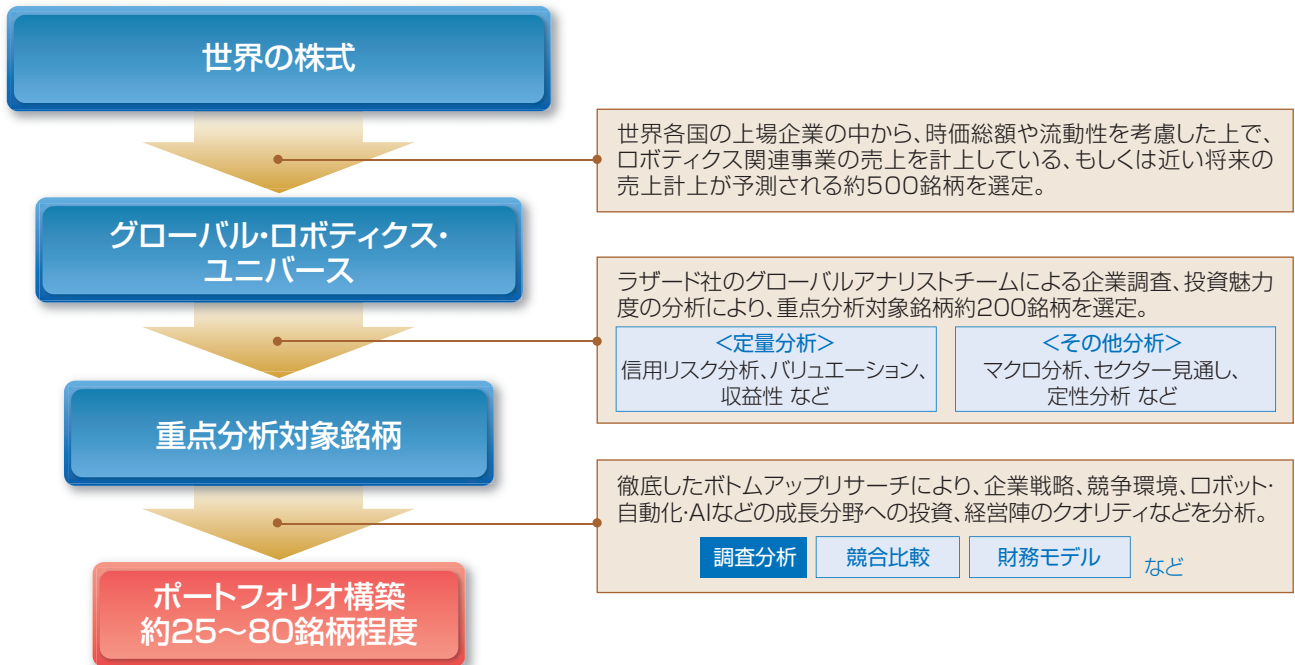 世界の株式
世界各国の上場企業の中から、時価総額や流動性を考慮した上で、
ロボティクス関連事業の売上を計上している、もしくは近い将来の
売上計上が予測される約500銘柄を選定。
グローバル・ロボティクス・
ユニバース
ラザード社のグローバルアナリストチームによる企業調査、投資魅力
度の分析により、重点分析対象銘柄約200銘柄を選定。
<定量分析>
信用リスク分析、バリュエーション、
収益性 など
<その他分析>
マクロ分析、セクター見通し、
定性分析 など
重点分析対象銘柄
徹底したボトムアップリサーチにより、企業戦略、競争環境、ロボット・
自動化・AIなどの成長分野への投資、経営陣のクオリティなどを分析。
調査分析
競合比較
財務モデル
など
ポートフォリオ構築
約25～80銘柄程度